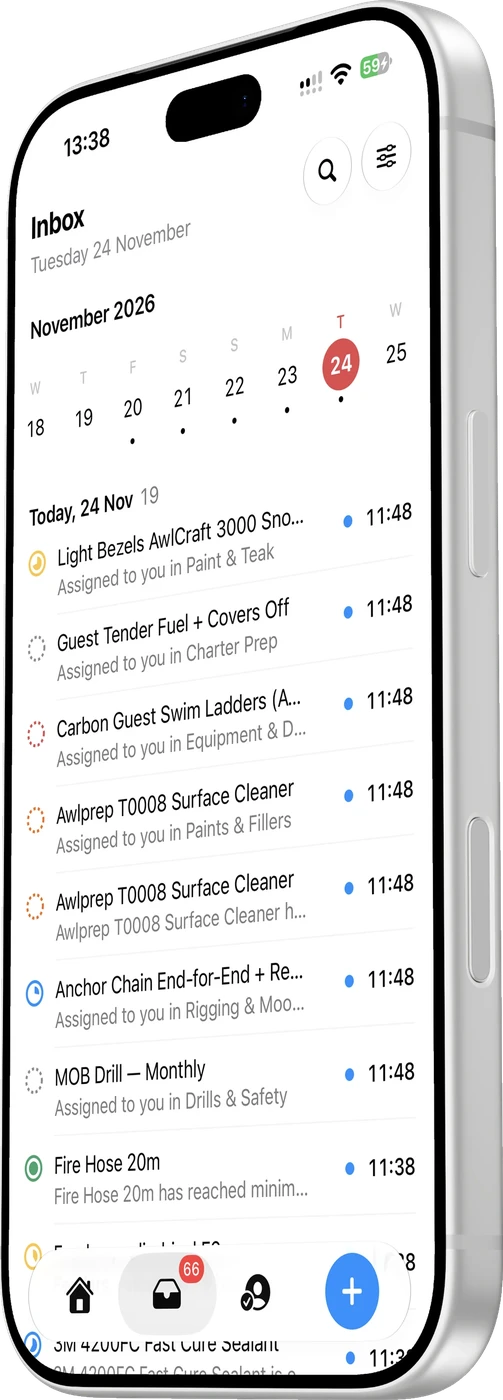 13:38
59
Inbox
Tuesday 24 November
November 2026
W T F S S M T W
18 19 20 21 22 23 24 25
Today, 24 Nov 19
Light Bezels AwlCraft 3000 Sno... 11:48
Assigned to you in Paint & Teak
Guest Tender Fuel + Covers Off 11:48
Assigned to you in Charter Prep
Carbon Guest Swim Ladders (A... 11:48
Assigned to you in Equipment & D...
Awlprep T0008 Surface Cleaner 11:48
Assigned to you in Paints & Fillers
Awlprep T0008 Surface Cleaner 11:48
Awlprep T0008 Surface Cleaner h...
Anchor Chain End-for-End + Re... 11:48
Assigned to you in Rigging & Moo...
MOB Drill — Monthly 11:48
Assigned to you in Drills & Safety
Fire Hose 20m 11:38
Fire Hose 20m has reached minim...
66
3M 4200FC Fast Cure Sealant
3M 4200FC Fast Cure Sealant is o...